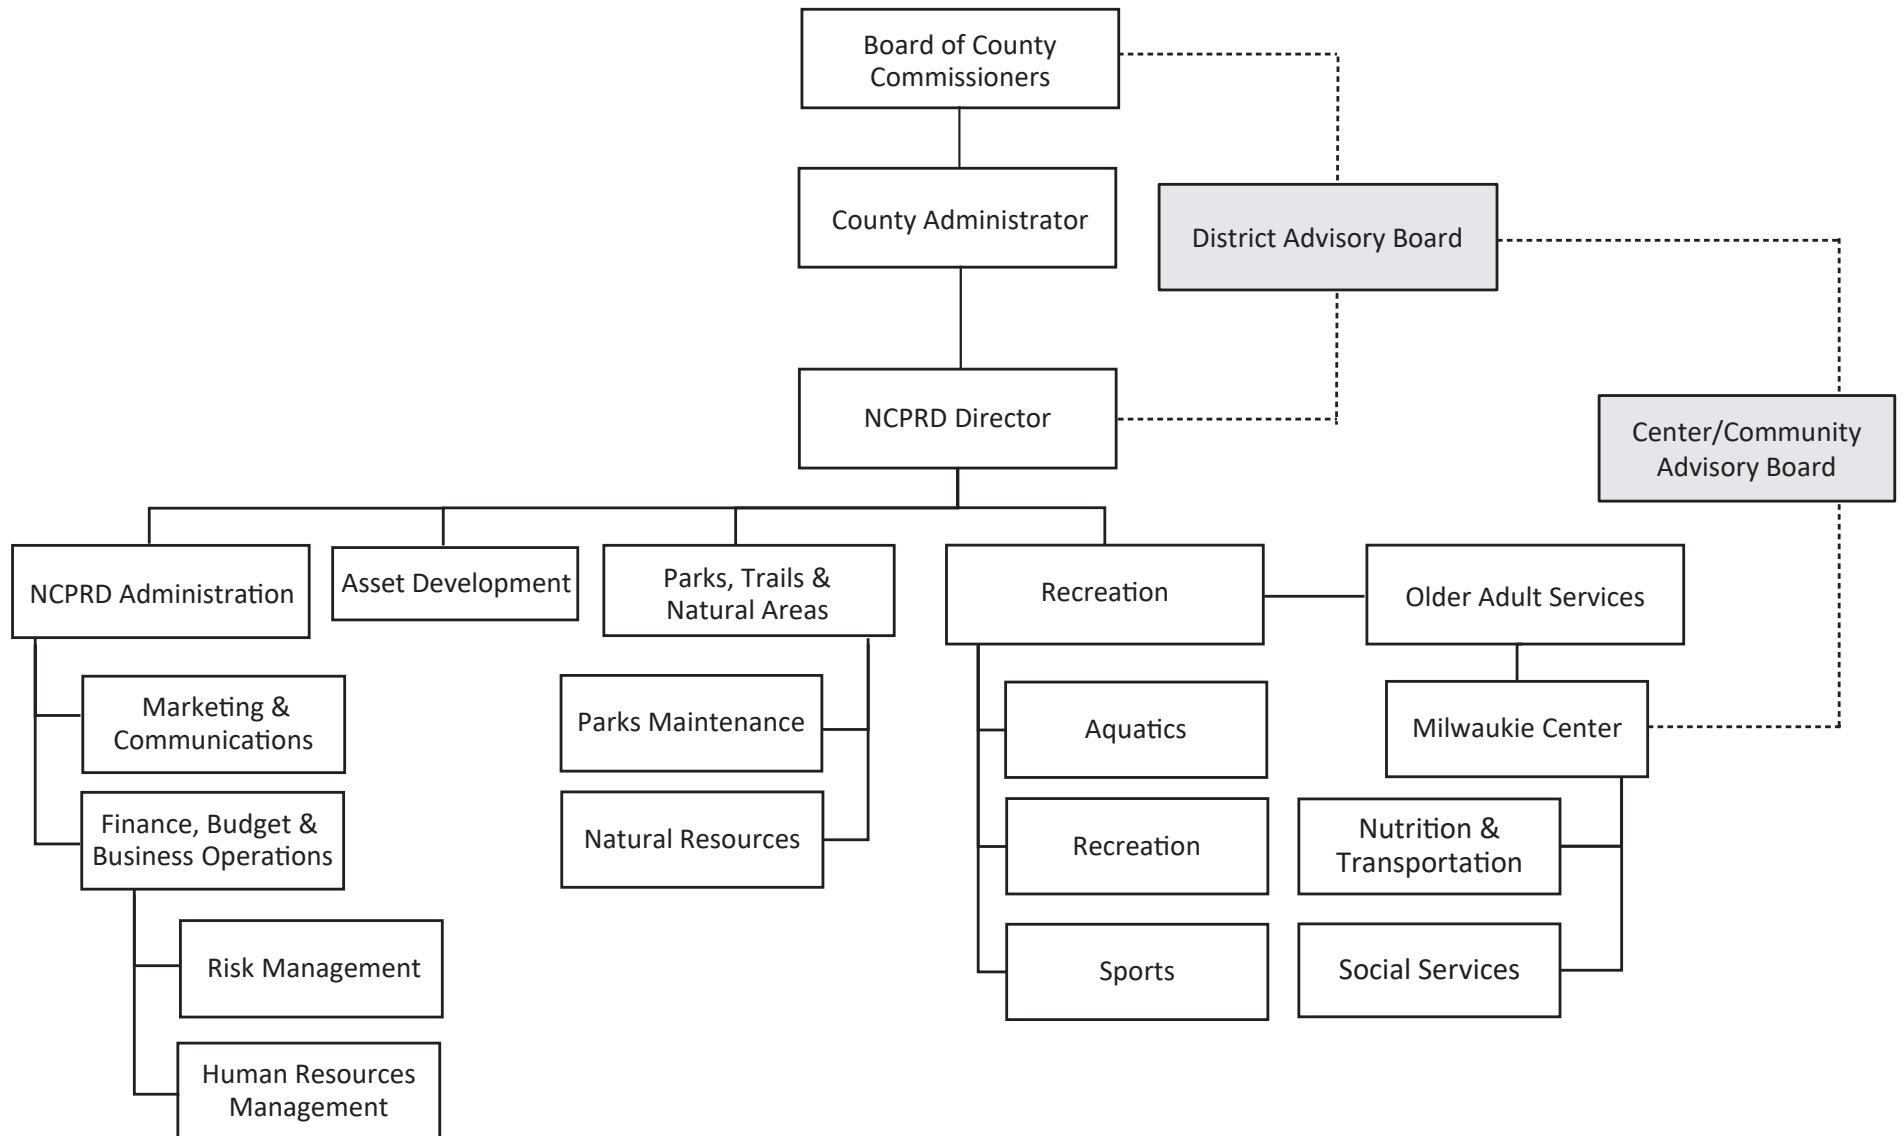 Board of County
Commissioners
County Administrator
District Advisory Board
NCPRD Director
Center/Community
Advisory Board
NCPRD Administration
Asset Development
Parks, Trails &
Natural Areas
Recreation
Older Adult Services
Marketing &
Communications
Parks Maintenance
Aquatics
Milwaukie Center
Finance, Budget &
Business Operations
Natural Resources
Recreation
Nutrition &
Transportation
Risk Management
Sports
Social Services
Human Resources
Management